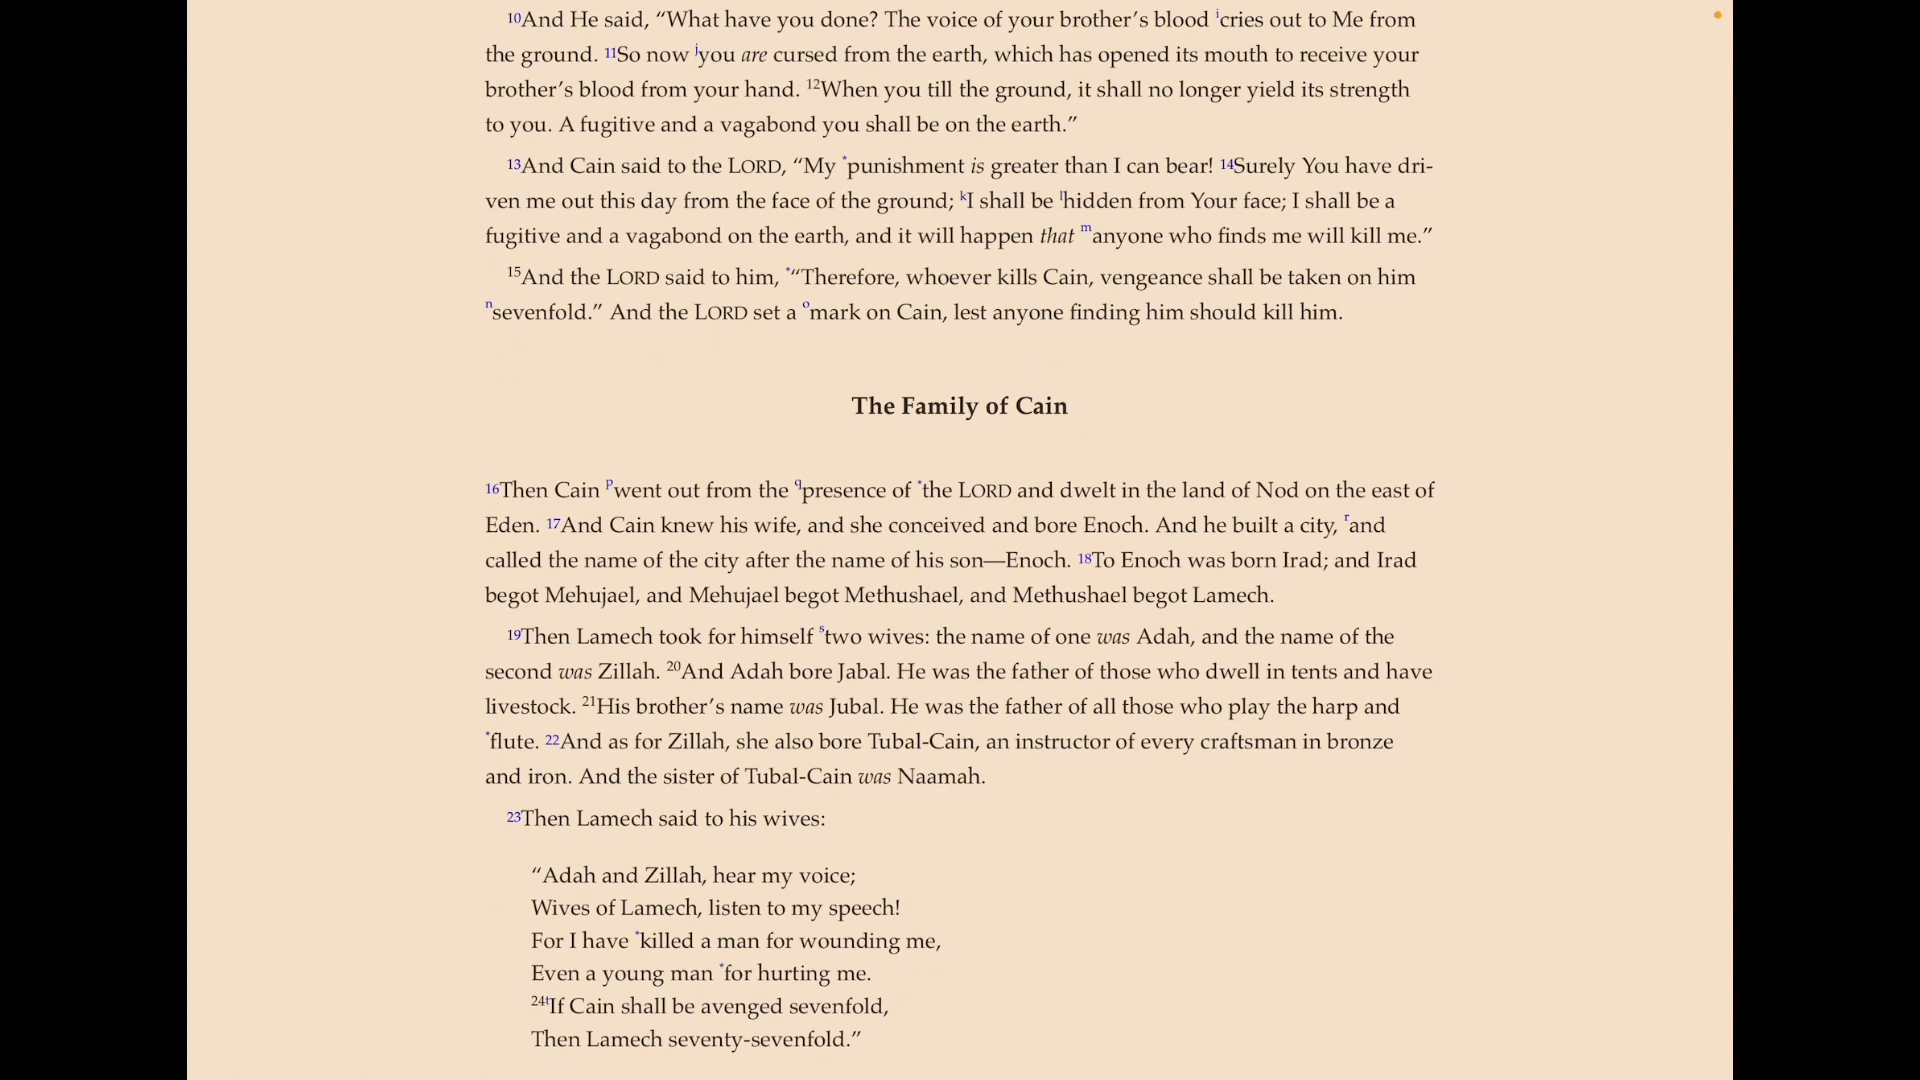 10And He said, “What have you done? The voice of your brother’s blood icries out to Me from
the ground. 11So now jyou are cursed from the earth, which has opened its mouth to receive your
brother’s blood from your hand. 12When you till the ground, it shall no longer yield its strength
to you. A fugitive and a vagabond you shall be on the earth.”
13And Cain said to the LORD, “My *punishment is greater than I can bear! 14Surely You have dri-
ven me out this day from the face of the ground; kI shall be lhidden from Your face; I shall be a
fugitive and a vagabond on the earth, and it will happen that manyone who finds me will kill me.”
15And the LORD said to him, *“Therefore, whoever kills Cain, vengeance shall be taken on him
nsevenfold.” And the LORD set a omark on Cain, lest anyone finding him should kill him.
The Family of Cain
16Then Cain pwent out from the qpresence of *the LORD and dwelt in the land of Nod on the east of
Eden. 17And Cain knew his wife, and she conceived and bore Enoch. And he built a city, rand
called the name of the city after the name of his son—Enoch. 18To Enoch was born Irad; and Irad
begot Mehujael, and Mehujael begot Methushael, and Methushael begot Lamech.
19Then Lamech took for himself stwo wives: the name of one was Adah, and the name of the
second was Zillah. 20And Adah bore Jabal. He was the father of those who dwell in tents and have
livestock. 21His brother’s name was Jubal. He was the father of all those who play the harp and
*flute. 22And as for Zillah, she also bore Tubal-Cain, an instructor of every craftsman in bronze
and iron. And the sister of Tubal-Cain was Naamah.
23Then Lamech said to his wives:
“Adah and Zillah, hear my voice;
Wives of Lamech, listen to my speech!
For I have *killed a man for wounding me,
Even a young man *for hurting me.
24tIf Cain shall be avenged sevenfold,
Then Lamech seventy-sevenfold.”